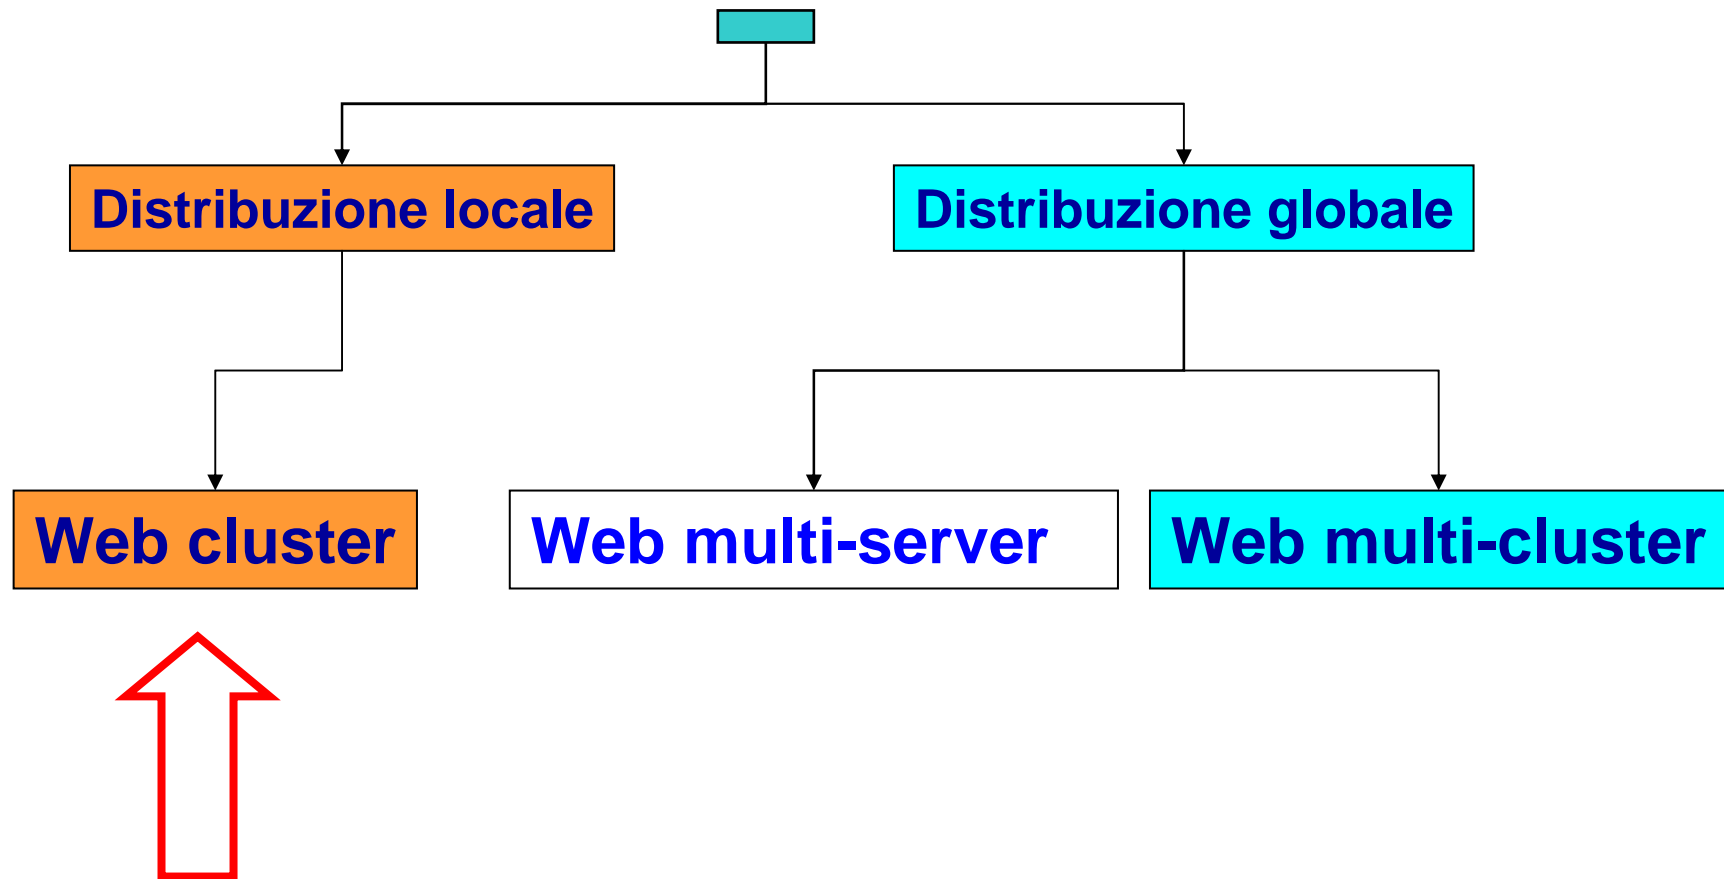 Distribuzione locale
Distribuzione globale
Web cluster
Web multi-server
Web multi-cluster